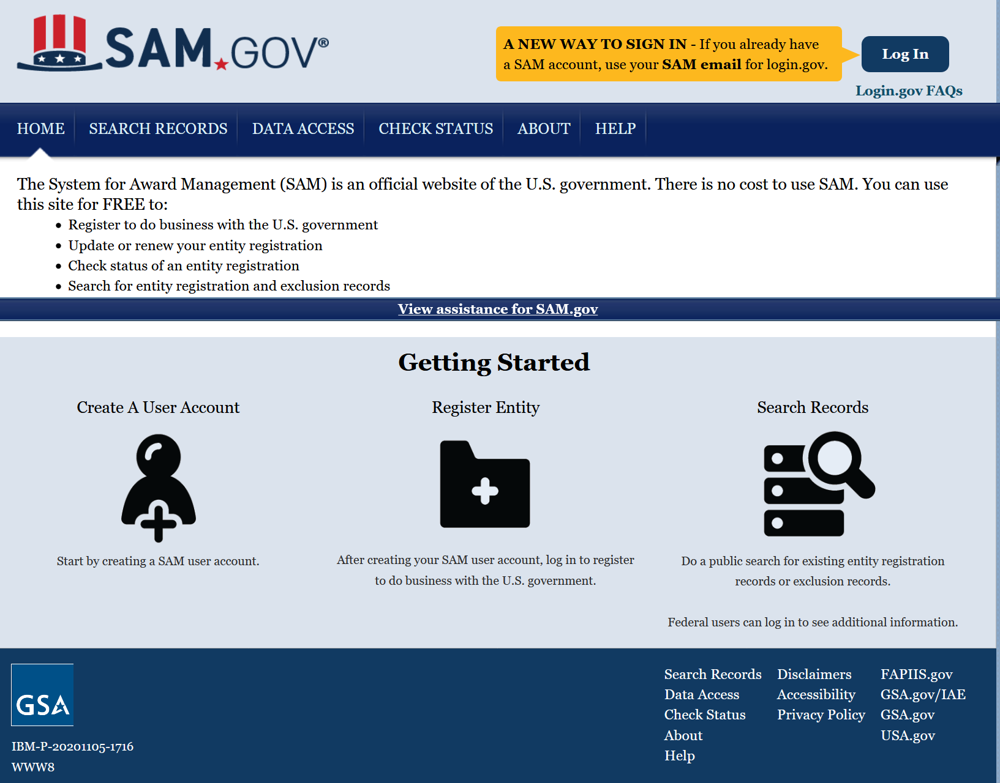 SAM.GOV®
A NEW WAY TO SIGN IN - If you already have
a SAM account, use your SAM email for login.gov.
Log In
Login.gov FAQs
HOME
SEARCH RECORDS
DATA ACCESS
CHECK STATUS
ABOUT
HELP
The System for Award Management (SAM) is an official website of the U.S. government. There is no cost to use SAM. You can use
this site for FREE to:
• Register to do business with the U.S. government
• Update or renew your entity registration
• Check status of an entity registration
• Search for entity registration and exclusion records
View assistance for SAM.gov
Getting Started
Create A User Account
Start by creating a SAM user account.
Register Entity
After creating your SAM user account, log in to register
to do business with the U.S. government.
Search Records
Do a public search for existing entity registration
records or exclusion records.
Federal users can log in to see additional information.
GSA
IBM-P-20201105-1716
WWW8
Search Records
Data Access
Check Status
About
Help
Disclaimers
Accessibility
Privacy Policy
FAPIIS.gov
GSA.gov/IAE
GSA.gov
USA.gov